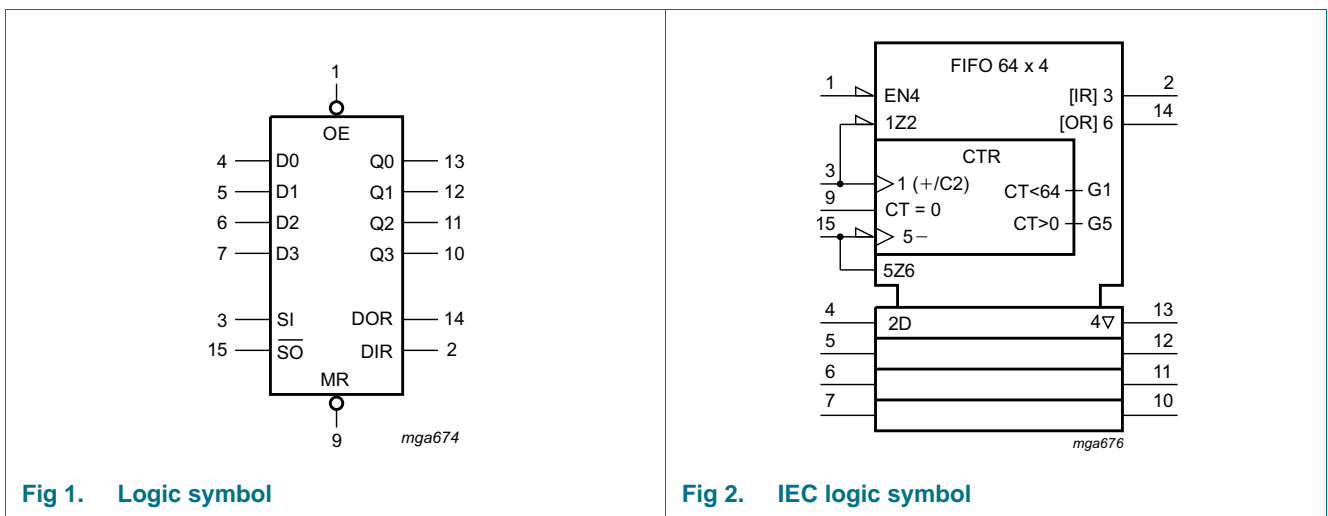 1
OE
4 D0 Q0 13
5 D1 Q1 12
6 D2 Q2 11
7 D3 Q3 10
3 SI DOR 14
15 SO DIR 2
MR
9
mga674
Fig 1. Logic symbol
FIFO 64 x 4
1 EN4 [IR] 3 2
1Z2 [OR] 6 14
CTR
3 1 (+/C2) CT<64 G1
9 CT = 0
15 5− CT>0 G5
5Z6
4 2D 4▽ 13
5 12
6 11
7 10
mga676
Fig 2. IEC logic symbol